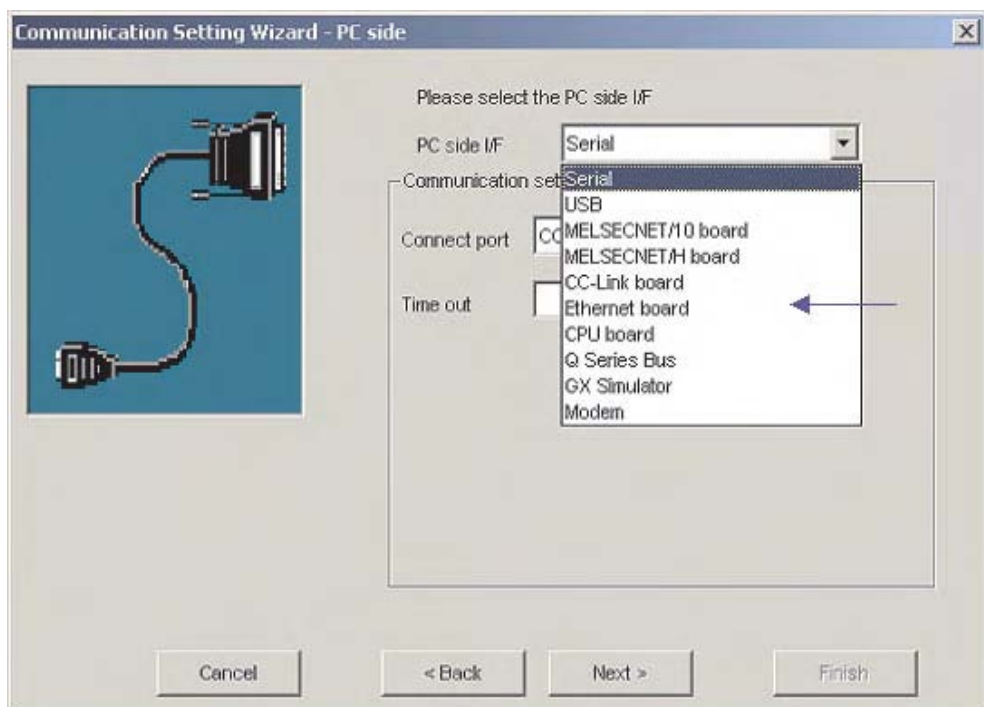 Communication Setting Wizard - PC side
Please select the PC side I/F
PC side I/F
Serial
Communication set
Serial
USB
MELSECNET/10 board
MELSECNET/H board
CC-Link board
Ethernet board
CPU board
Q Series Bus
GX Simulator
Modem
Connect port
CO
Time out
Cancel
< Back
Next >
Finish